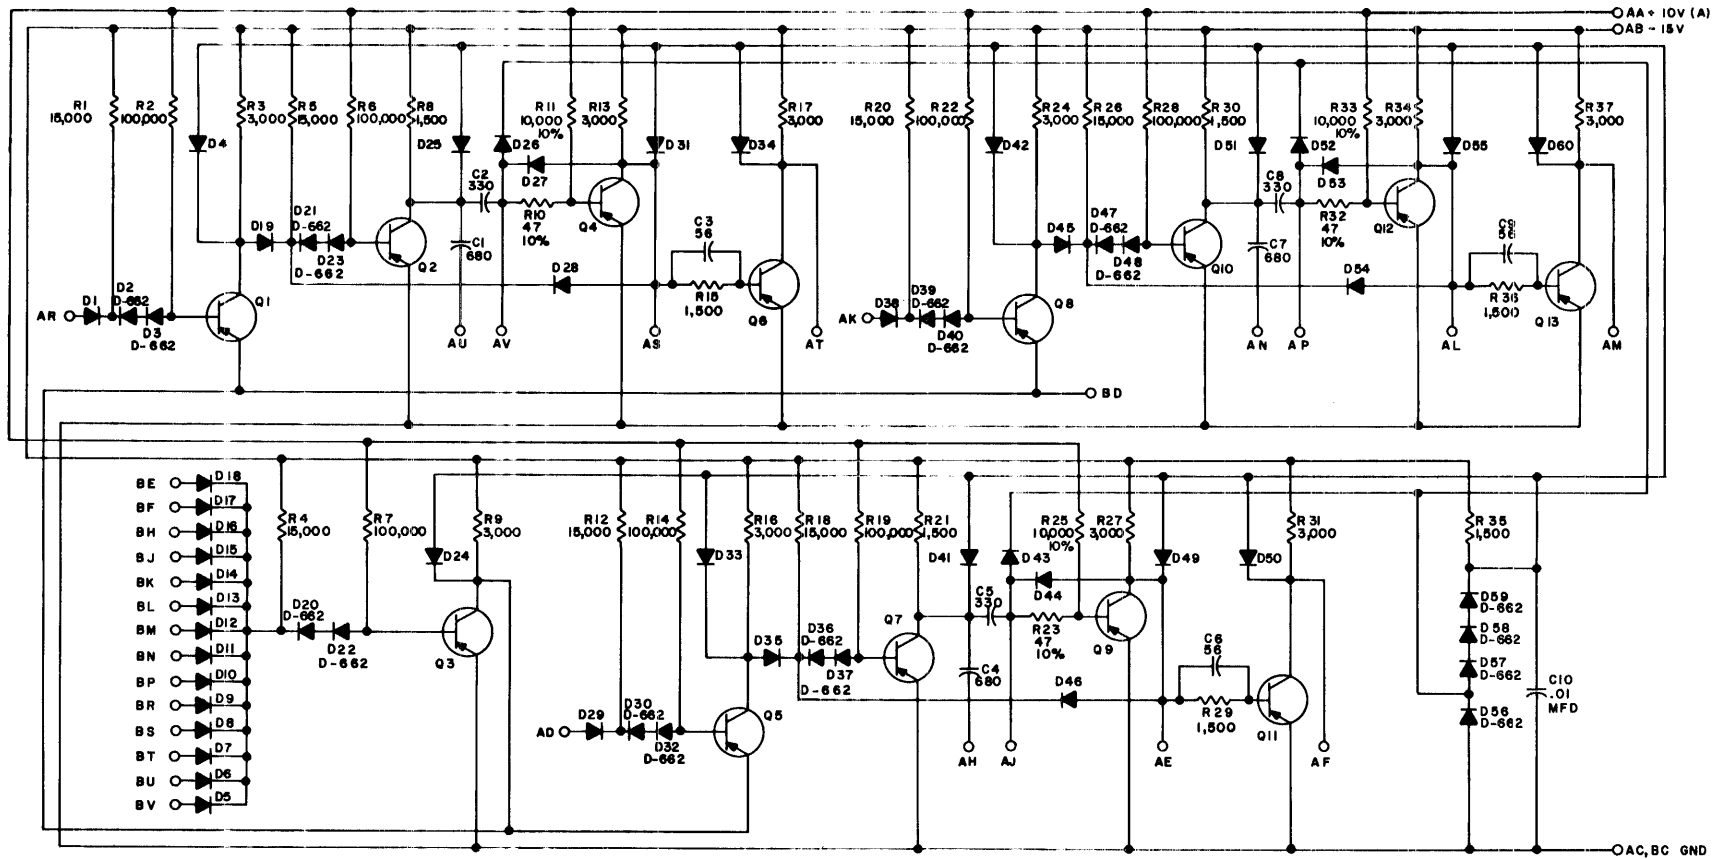 AA + 10V (A)
AB - 15V
R1
15,000
R2
100,000
D4
R3
3,000
R5
15,000
R6
100,000
R8
1,500
D25
C2
330
D26
D27
R11
10,000
10%
R13
3,000
D31
D34
R17
3,000
R20
15,000
R22
100,000
D42
R24
3,000
R26
15,000
R28
100,000
R30
1,500
D51
C8
330
D52
D53
R33
10,000
10%
R34
3,000
D55
D60
R37
3,000
D19
D21
D-662
D23
D-662
Q2
C1
680
R10
47
10%
Q4
C3
56
D28
R15
1,500
Q6
D45
D47
D-662
D48
D-662
Q10
C7
680
R32
47
10%
Q12
C9
56
D54
R36
1,500
Q13
AR
D1
D2
D-662
D3
D-662
Q1
AU
AV
AS
AT
AK
D38
D39
D-662
D40
D-662
Q8
AN
AP
AL
AM
BD
BE
D18
BF
D17
BH
D16
BJ
D15
BK
D14
BL
D13
BM
D12
BN
D11
BP
D10
BR
D9
BS
D8
BT
D7
BU
D6
BV
D5
R4
15,000
R7
100,000
D24
R9
3,000
D20
D-662
D22
D-662
Q3
R12
15,000
R14
100,000
D33
R16
3,000
R18
15,000
R19
100,000
R21
1,500
D41
C5
330
D43
D44
R25
10,000
10%
R27
3,000
D49
D50
R31
3,000
R35
1,500
D35
D36
D-662
D37
D-662
Q7
C4
680
R23
47
10%
Q9
C6
56
D46
R29
1,500
Q11
D59
D-662
D58
D-662
D57
D-662
D56
D-662
C10
.01
MFD
AD
D29
D30
D-662
D32
D-662
Q5
AH
AJ
AE
AF
AC,BC GND